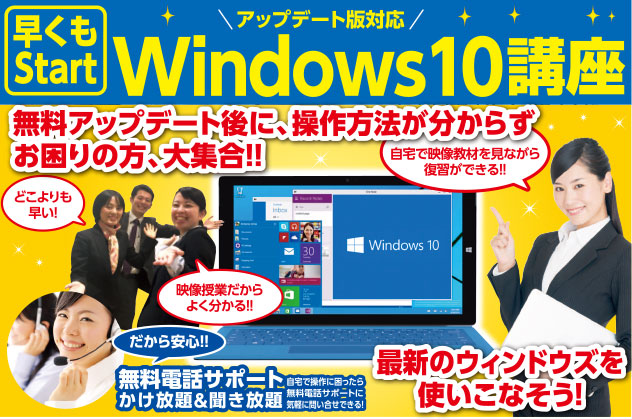 早くも
Start
アップデート版対応
Windows10講座
無料アップデート後に、操作方法が分からず
お困りの方、大集合!!
自宅で映像教材を見ながら
復習ができる!!
どこよりも
早い!
Windows 10
映像授業だから
よく分かる!!
だから安心!!
無料電話サポート
かけ放題&聞き放題
自宅で操作に困ったら
無料電話サポートに
気軽に問い合せできる!
最新のウィンドウズを
使いこなそう!
Inbox
30